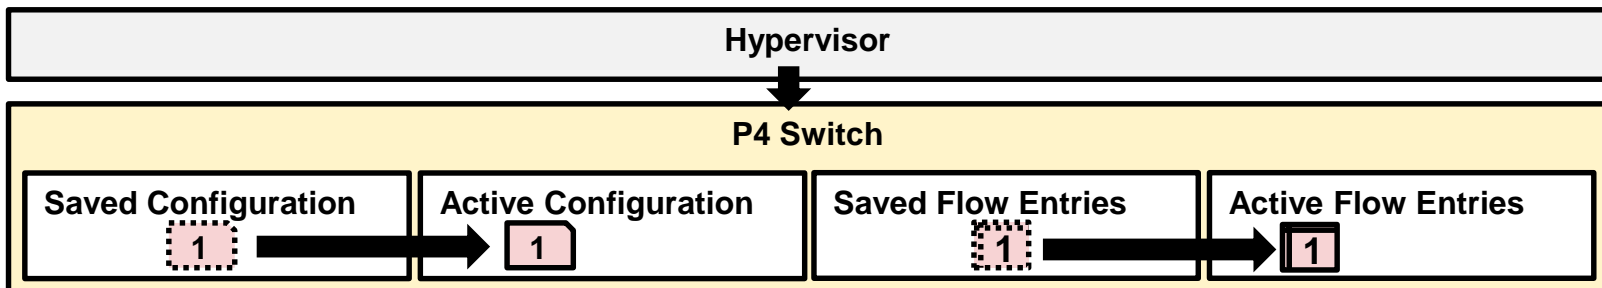 Hypervisor
P4 Switch
Saved Configuration
1
Active Configuration
1
Saved Flow Entries
1
Active Flow Entries
1